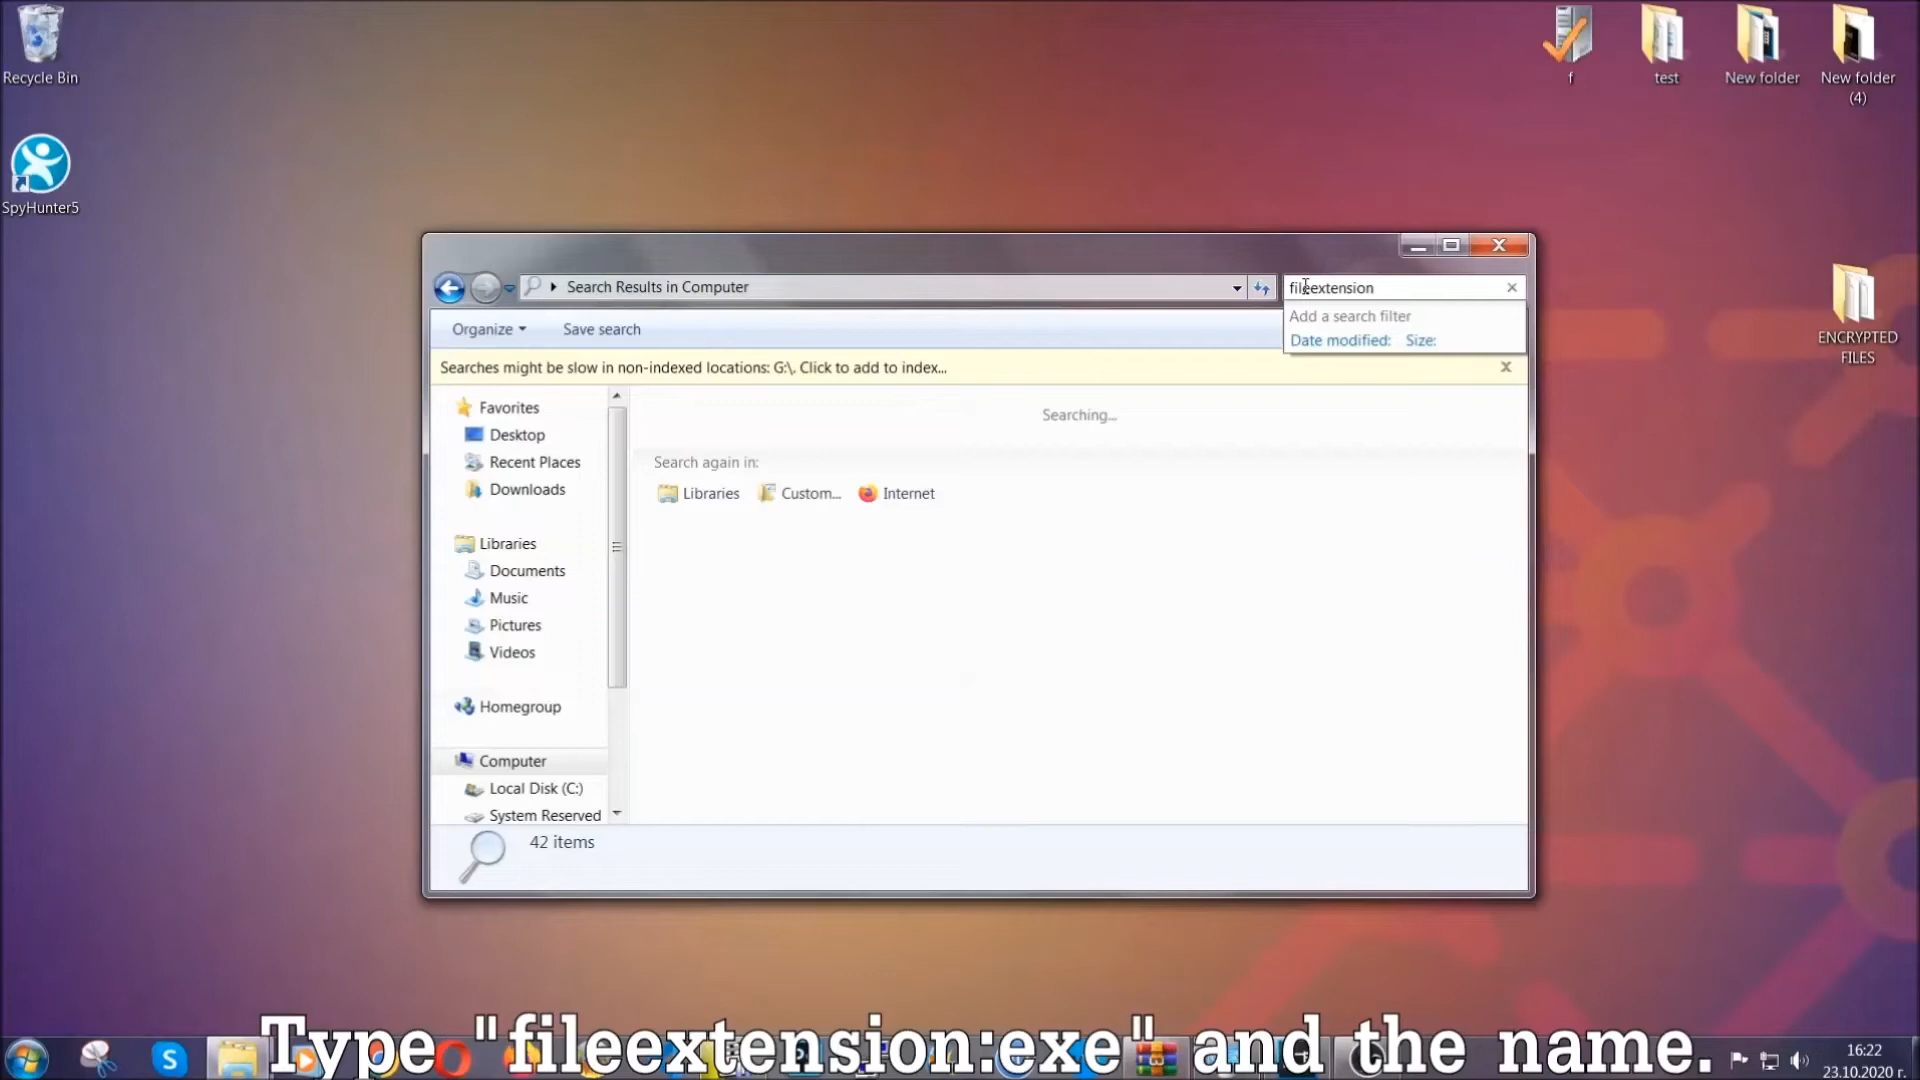 Recycle Bin
SpyHunter5
f
test
New folder
New folder
(4)
ENCRYPTED
FILES
Search Results in Computer
fileextension
Add a search filter
Date modified:
Size:
Organize
Save search
Searches might be slow in non-indexed locations: G:\. Click to add to index...
Favorites
Desktop
Recent Places
Downloads
Libraries
Documents
Music
Pictures
Videos
Homegroup
Computer
Local Disk (C:)
System Reserved
Searching...
Search again in:
Libraries
Custom...
Internet
42 items
Type "fileextension:exe" and the name.
16:22
23.10.2020 г.